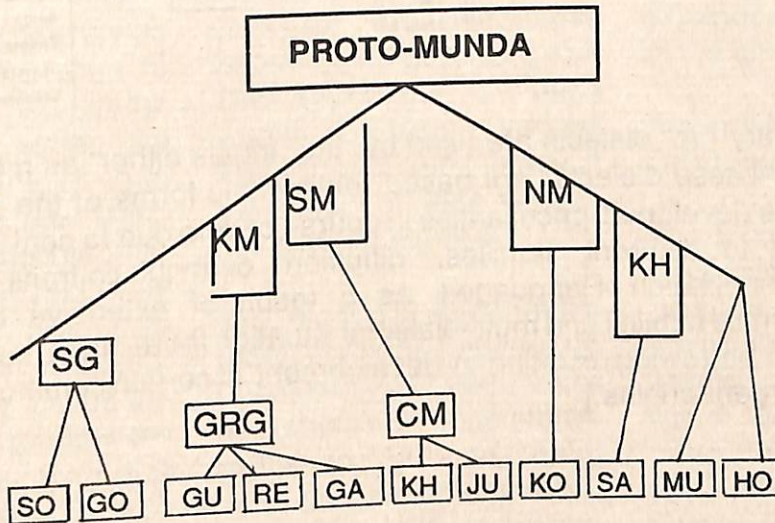 PROTO-MUNDA
SM
NM
KM
KH
SG
GRG
CM
SO GO GU RE GA KH JU KO SA MU HO